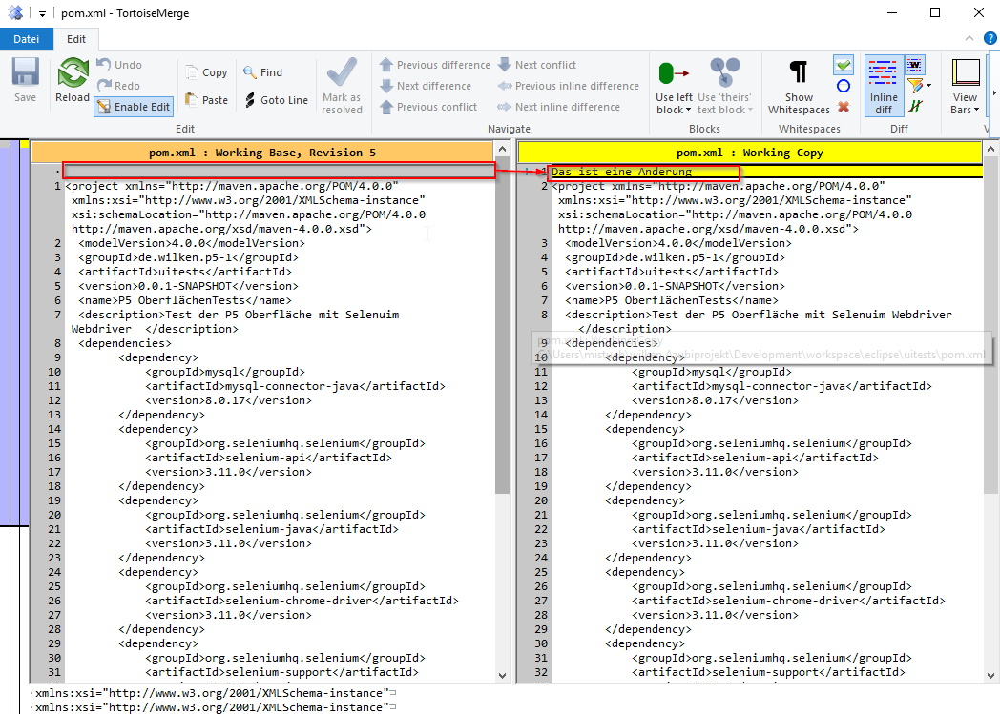 pom.xml - TortoiseMerge
Datei Edit
Save
Reload
Undo
Redo
Enable Edit
Copy
Paste
Find
Goto Line
Mark as resolved
Edit
Previous difference
Next difference
Previous conflict
Next conflict
Previous inline difference
Next inline difference
Navigate
Use left block
Use 'theirs' text block
Blocks
Show Whitespaces
Whitespaces
Inline diff
Diff
View Bars
pom.xml : Working Base, Revision 5
1 <project xmlns="http://maven.apache.org/POM/4.0.0"
xmlns:xsi="http://www.w3.org/2001/XMLSchema-instance"
xsi:schemaLocation="http://maven.apache.org/POM/4.0.0
http://maven.apache.org/xsd/maven-4.0.0.xsd">
2 <modelVersion>4.0.0</modelVersion>
3 <groupId>de.wilken.p5-1</groupId>
4 <artifactId>uitests</artifactId>
5 <version>0.0.1-SNAPSHOT</version>
6 <name>P5 OberflächenTests</name>
7 <description>Test der P5 Oberfläche mit Selenuim
Webdriver </description>
8 <dependencies>
9 <dependency>
10 <groupId>mysql</groupId>
11 <artifactId>mysql-connector-java</artifactId>
12 <version>8.0.17</version>
13 </dependency>
14 <dependency>
15 <groupId>org.seleniumhq.selenium</groupId>
16 <artifactId>selenium-api</artifactId>
17 <version>3.11.0</version>
18 </dependency>
19 <dependency>
20 <groupId>org.seleniumhq.selenium</groupId>
21 <artifactId>selenium-java</artifactId>
22 <version>3.11.0</version>
23 </dependency>
24 <dependency>
25 <groupId>org.seleniumhq.selenium</groupId>
26 <artifactId>selenium-chrome-driver</artifactId>
27 <version>3.11.0</version>
28 </dependency>
29 <dependency>
30 <groupId>org.seleniumhq.selenium</groupId>
31 <artifactId>selenium-support</artifactId>
pom.xml : Working Copy
1 Das ist eine Änderung
2 <project xmlns="http://maven.apache.org/POM/4.0.0"
xmlns:xsi="http://www.w3.org/2001/XMLSchema-instance"
xsi:schemaLocation="http://maven.apache.org/POM/4.0.0
http://maven.apache.org/xsd/maven-4.0.0.xsd">
3 <modelVersion>4.0.0</modelVersion>
4 <groupId>de.wilken.p5-1</groupId>
5 <artifactId>uitests</artifactId>
6 <version>0.0.1-SNAPSHOT</version>
7 <name>P5 OberflächenTests</name>
8 <description>Test der P5 Oberfläche mit Selenuim Webdriver
</description>
9 <dependencies>
10 <dependency>
11 <groupId>mysql</groupId>
12 <artifactId>mysql-connector-java</artifactId>
13 <version>8.0.17</version>
14 </dependency>
15 <dependency>
16 <groupId>org.seleniumhq.selenium</groupId>
17 <artifactId>selenium-api</artifactId>
18 <version>3.11.0</version>
19 </dependency>
20 <dependency>
21 <groupId>org.seleniumhq.selenium</groupId>
22 <artifactId>selenium-java</artifactId>
23 <version>3.11.0</version>
24 </dependency>
25 <dependency>
26 <groupId>org.seleniumhq.selenium</groupId>
27 <artifactId>selenium-chrome-driver</artifactId>
28 <version>3.11.0</version>
29 </dependency>
30 <dependency>
31 <groupId>org.seleniumhq.selenium</groupId>
32 <artifactId>selenium-support</artifactId>
xmlns:xsi="http://www.w3.org/2001/XMLSchema-instance"
xmlns:xsi="http://www.w3.org/2001/XMLSchema-instance"